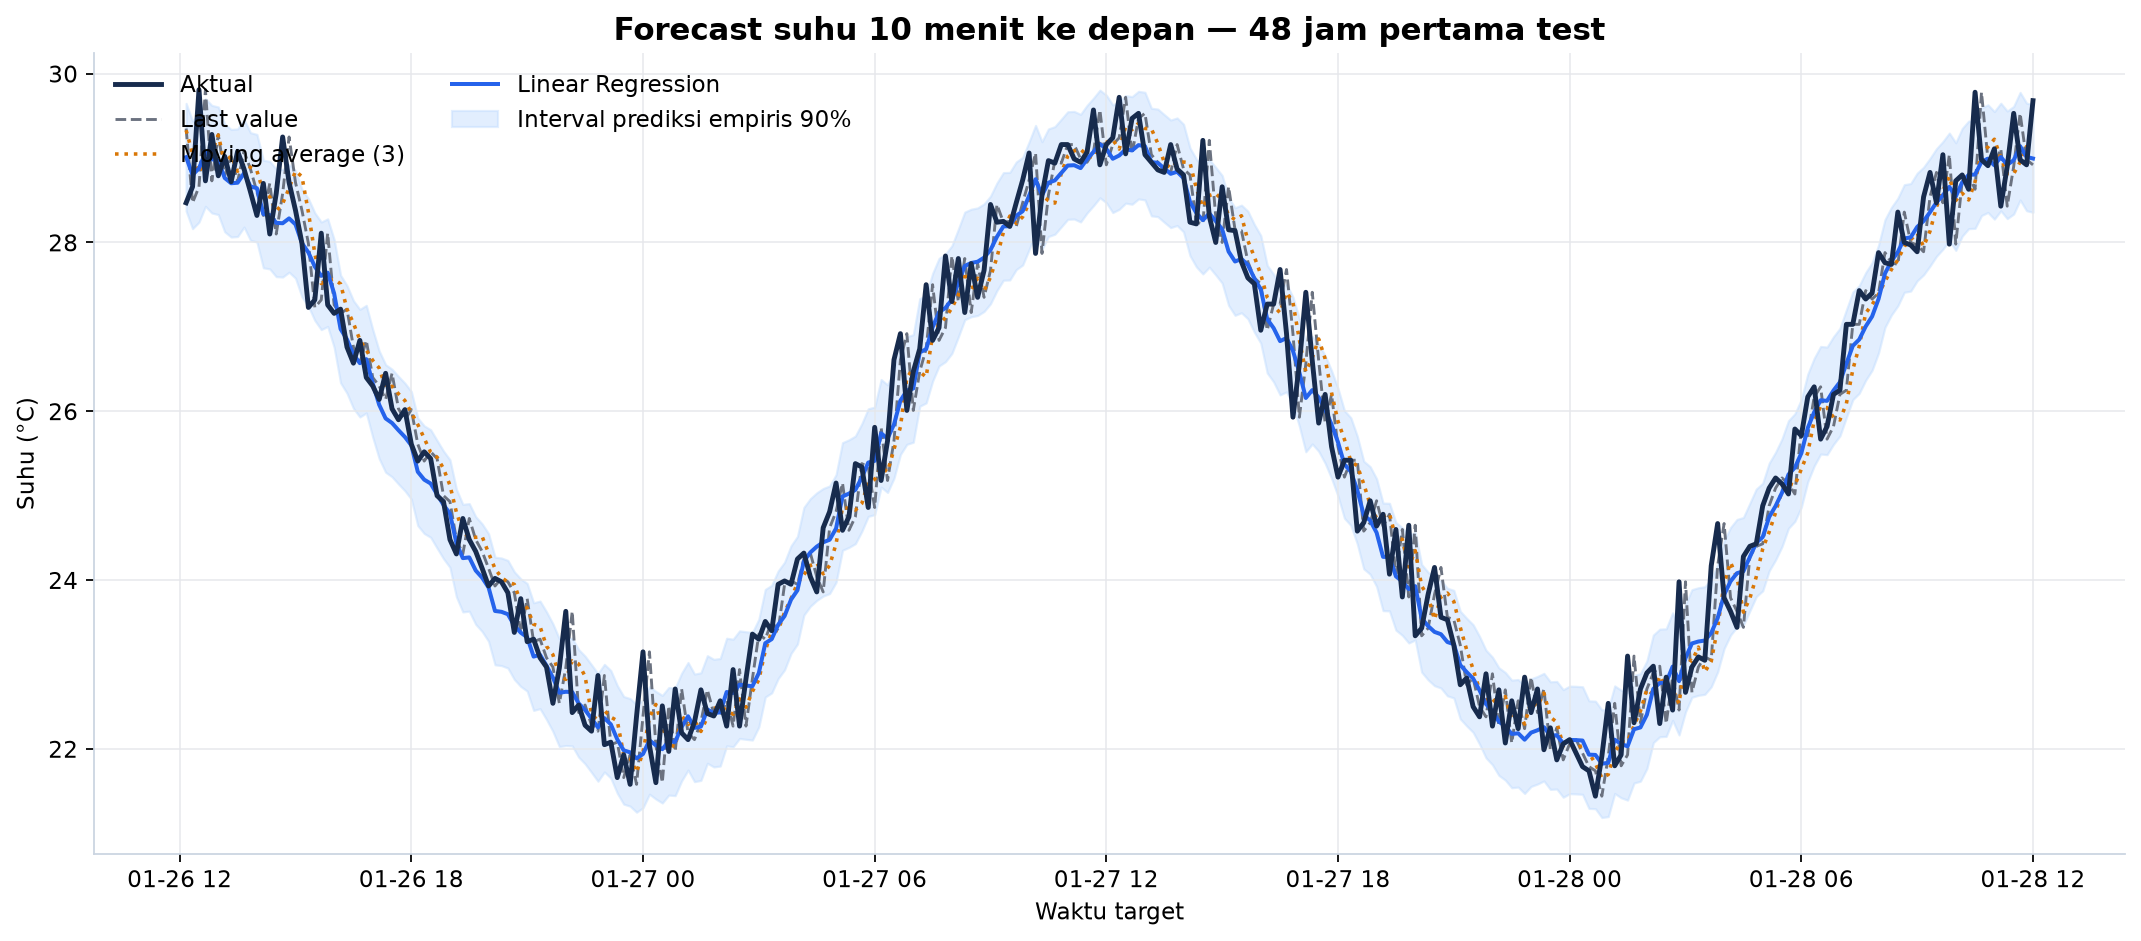 Forecast suhu 10 menit ke depan — 48 jam pertama test
Aktual
Last value
Moving average (3)
Linear Regression
Interval prediksi empiris 90%
Suhu (°C)
30
28
26
24
22
01-26 12
01-26 18
01-27 00
01-27 06
01-27 12
01-27 18
01-28 00
01-28 06
01-28 12
Waktu target